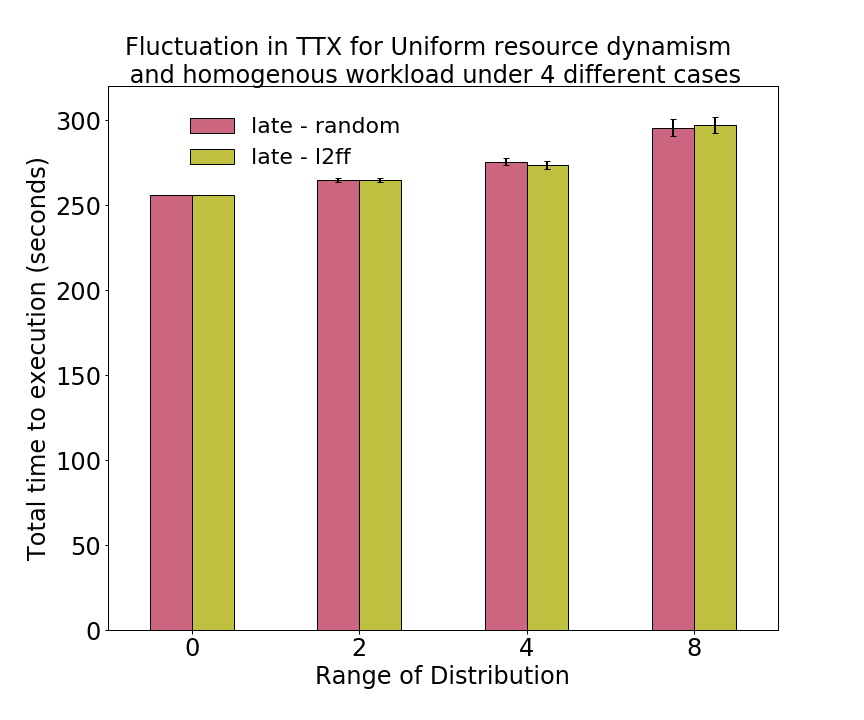 Fluctuation in TTX for Uniform resource dynamism
and homogenous workload under 4 different cases
300
250
200
150
100
50
0
Total time to execution (seconds)
late - random
late - l2ff
0 2 4 8
Range of Distribution